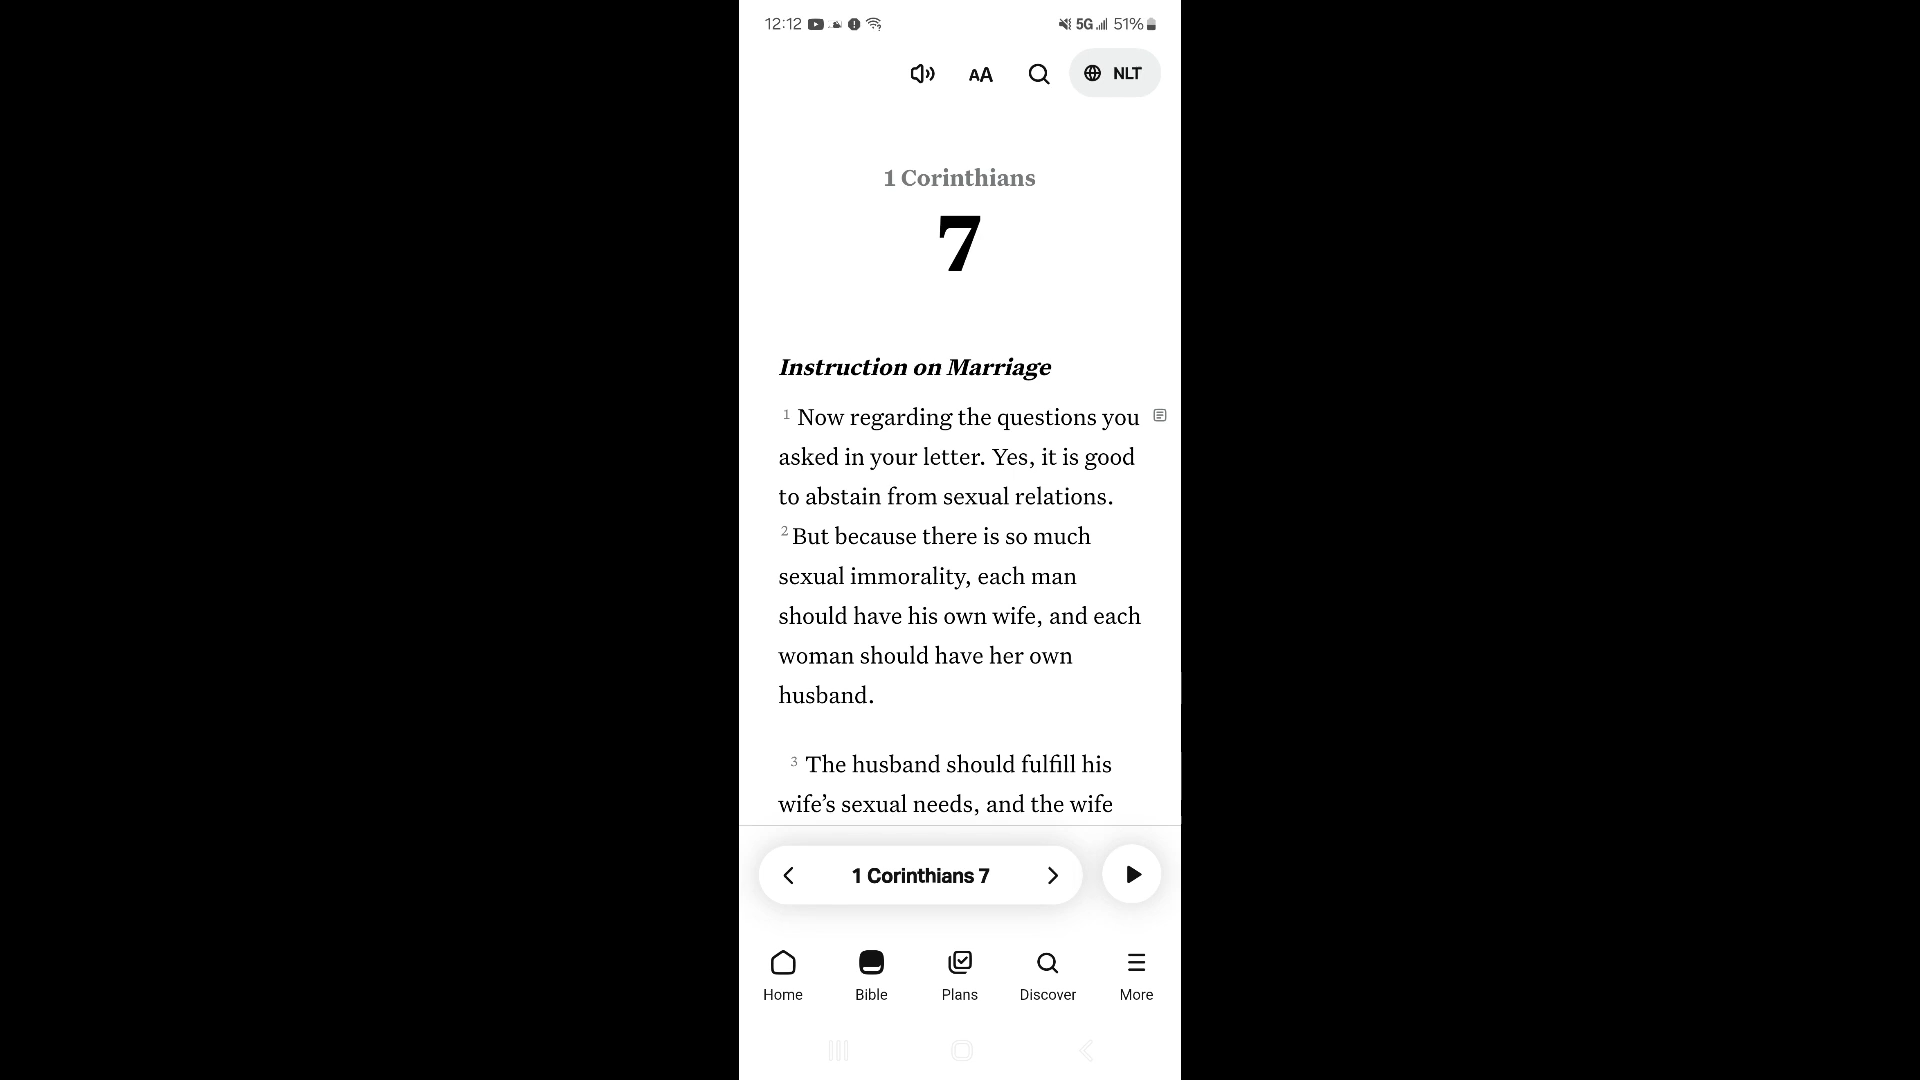 12:12 5G 51%
AA NLT
1 Corinthians
7
Instruction on Marriage
1 Now regarding the questions you
asked in your letter. Yes, it is good
to abstain from sexual relations.
2 But because there is so much
sexual immorality, each man
should have his own wife, and each
woman should have her own
husband.
3 The husband should fulfill his
wife’s sexual needs, and the wife
1 Corinthians 7
Home Bible Plans Discover More